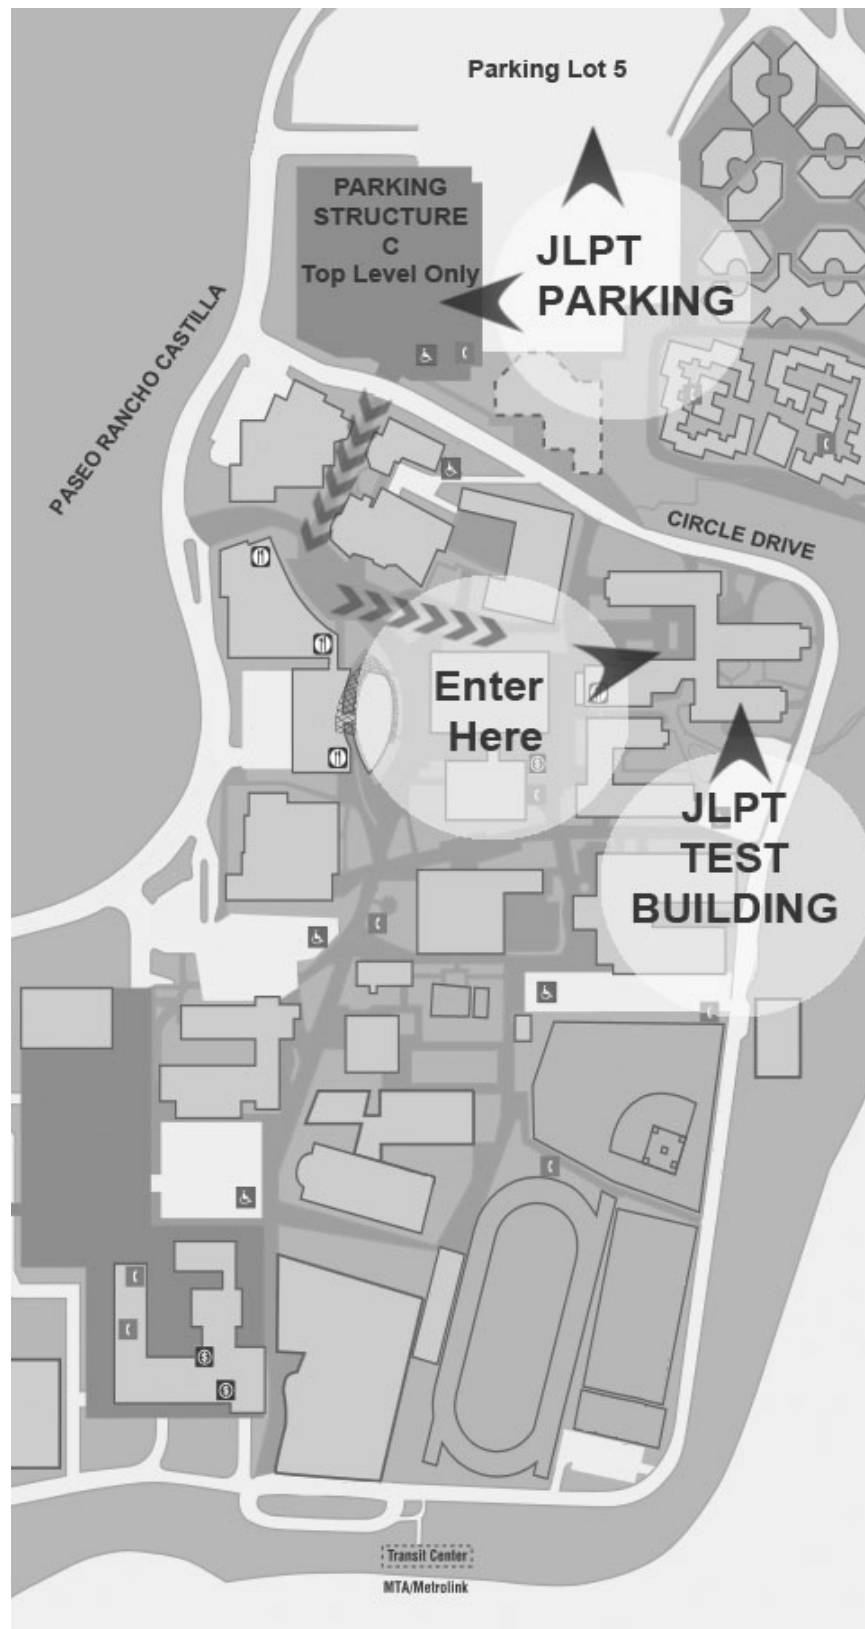 Parking Lot 5
PARKING
STRUCTURE
C
Top Level Only
JLPT
PARKING
PASEO RANCHO CASTILLA
CIRCLE DRIVE
Enter
Here
JLPT
TEST
BUILDING
Transit Center
MTA/Metrolink